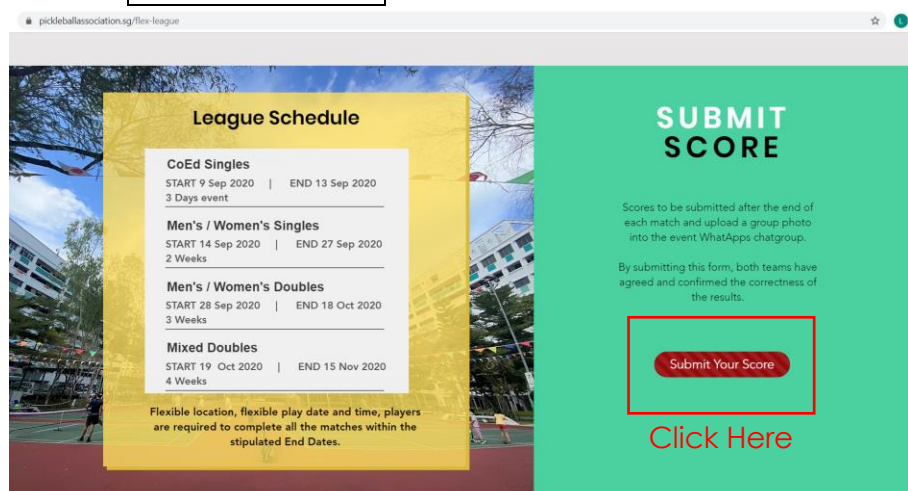 pickleballassociation.sg/flex-league
L
League Schedule
CoEd Singles
START 9 Sep 2020 | END 13 Sep 2020
3 Days event
Men's / Women's Singles
START 14 Sep 2020 | END 27 Sep 2020
2 Weeks
Men's / Women's Doubles
START 28 Sep 2020 | END 18 Oct 2020
3 Weeks
Mixed Doubles
START 19 Oct 2020 | END 15 Nov 2020
4 Weeks
Flexible location, flexible play date and time, players
are required to complete all the matches within the
stipulated End Dates.
SUBMIT
SCORE
Scores to be submitted after the end of
each match and upload a group photo
into the event WhatApps chatgroup.
By submitting this form, both teams have
agreed and confirmed the correctness of
the results.
Submit Your Score
Click Here